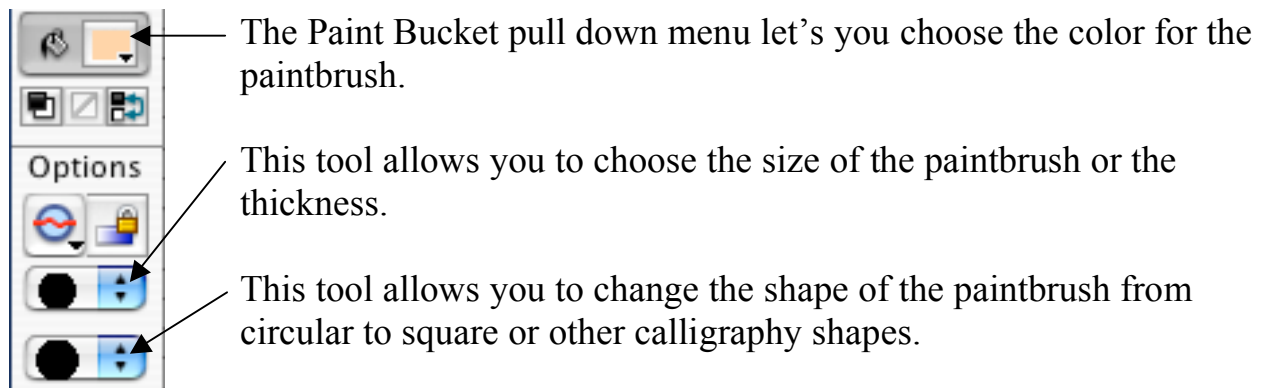 The Paint Bucket pull down menu let’s you choose the color for the
paintbrush.
Options
This tool allows you to choose the size of the paintbrush or the
thickness.
This tool allows you to change the shape of the paintbrush from
circular to square or other calligraphy shapes.